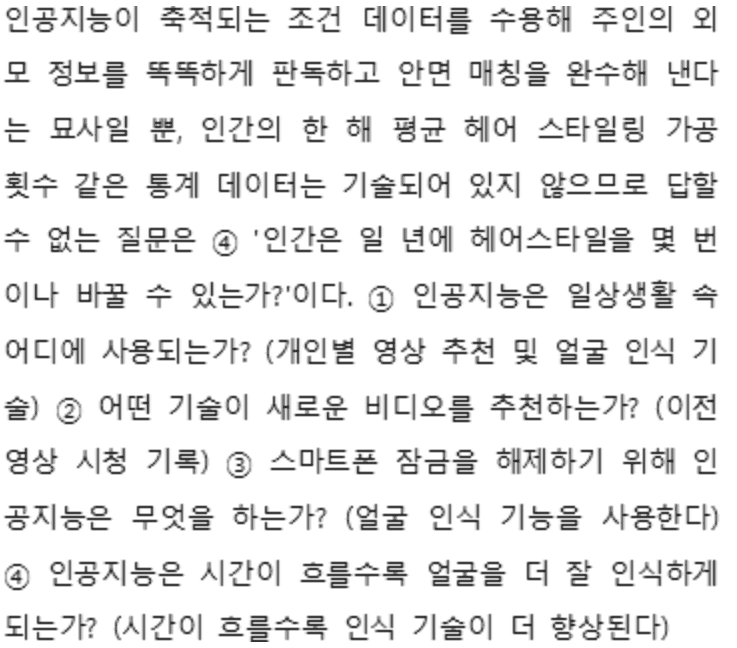 인공지능이 축적되는 조건 데이터를 수용해 주인의 외
모 정보를 똑똑하게 판독하고 안면 매칭을 완수해 낸다
는 묘사일 뿐, 인간의 한 해 평균 헤어 스타일링 가공
횟수 같은 통계 데이터는 기술되어 있지 않으므로 답할
수 없는 질문은 ④ '인간은 일 년에 헤어스타일을 몇 번
이나 바꿀 수 있는가?'이다. ① 인공지능은 일상생활 속
어디에 사용되는가? (개인별 영상 추천 및 얼굴 인식 기
술) ② 어떤 기술이 새로운 비디오를 추천하는가? (이전
영상 시청 기록) ③ 스마트폰 잠금을 해제하기 위해 인
공지능은 무엇을 하는가? (얼굴 인식 기능을 사용한다)
④ 인공지능은 시간이 흐를수록 얼굴을 더 잘 인식하게
되는가? (시간이 흐를수록 인식 기술이 더 향상된다)